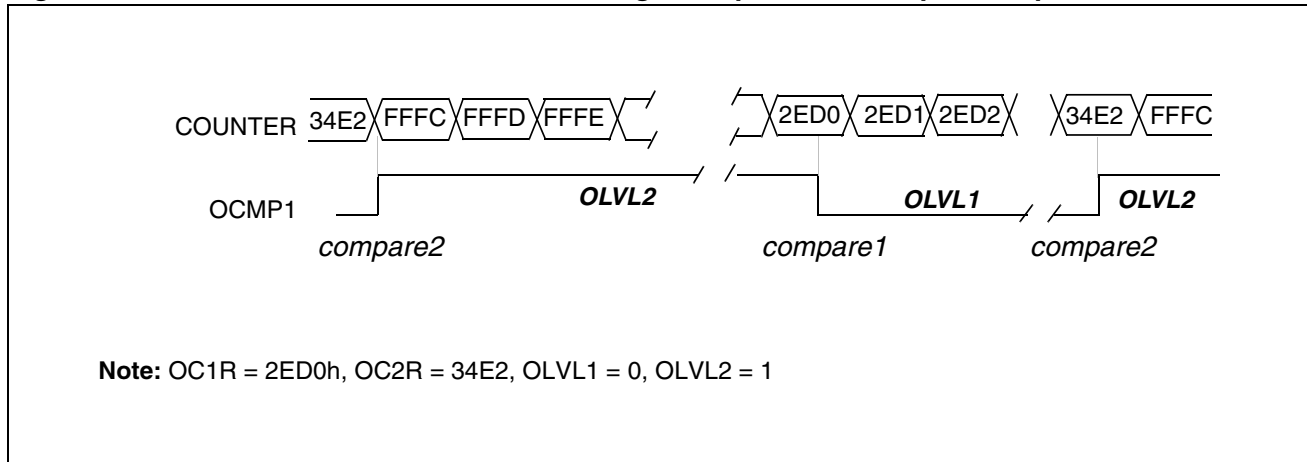 COUNTER 34E2 FFFC FFFD FFFE 2ED0 2ED1 2ED2 34E2 FFFC
OCMP1 OLVL2 OLVL1 OLVL2
compare2 compare1 compare2
Note: OC1R = 2ED0h, OC2R = 34E2, OLVL1 = 0, OLVL2 = 1